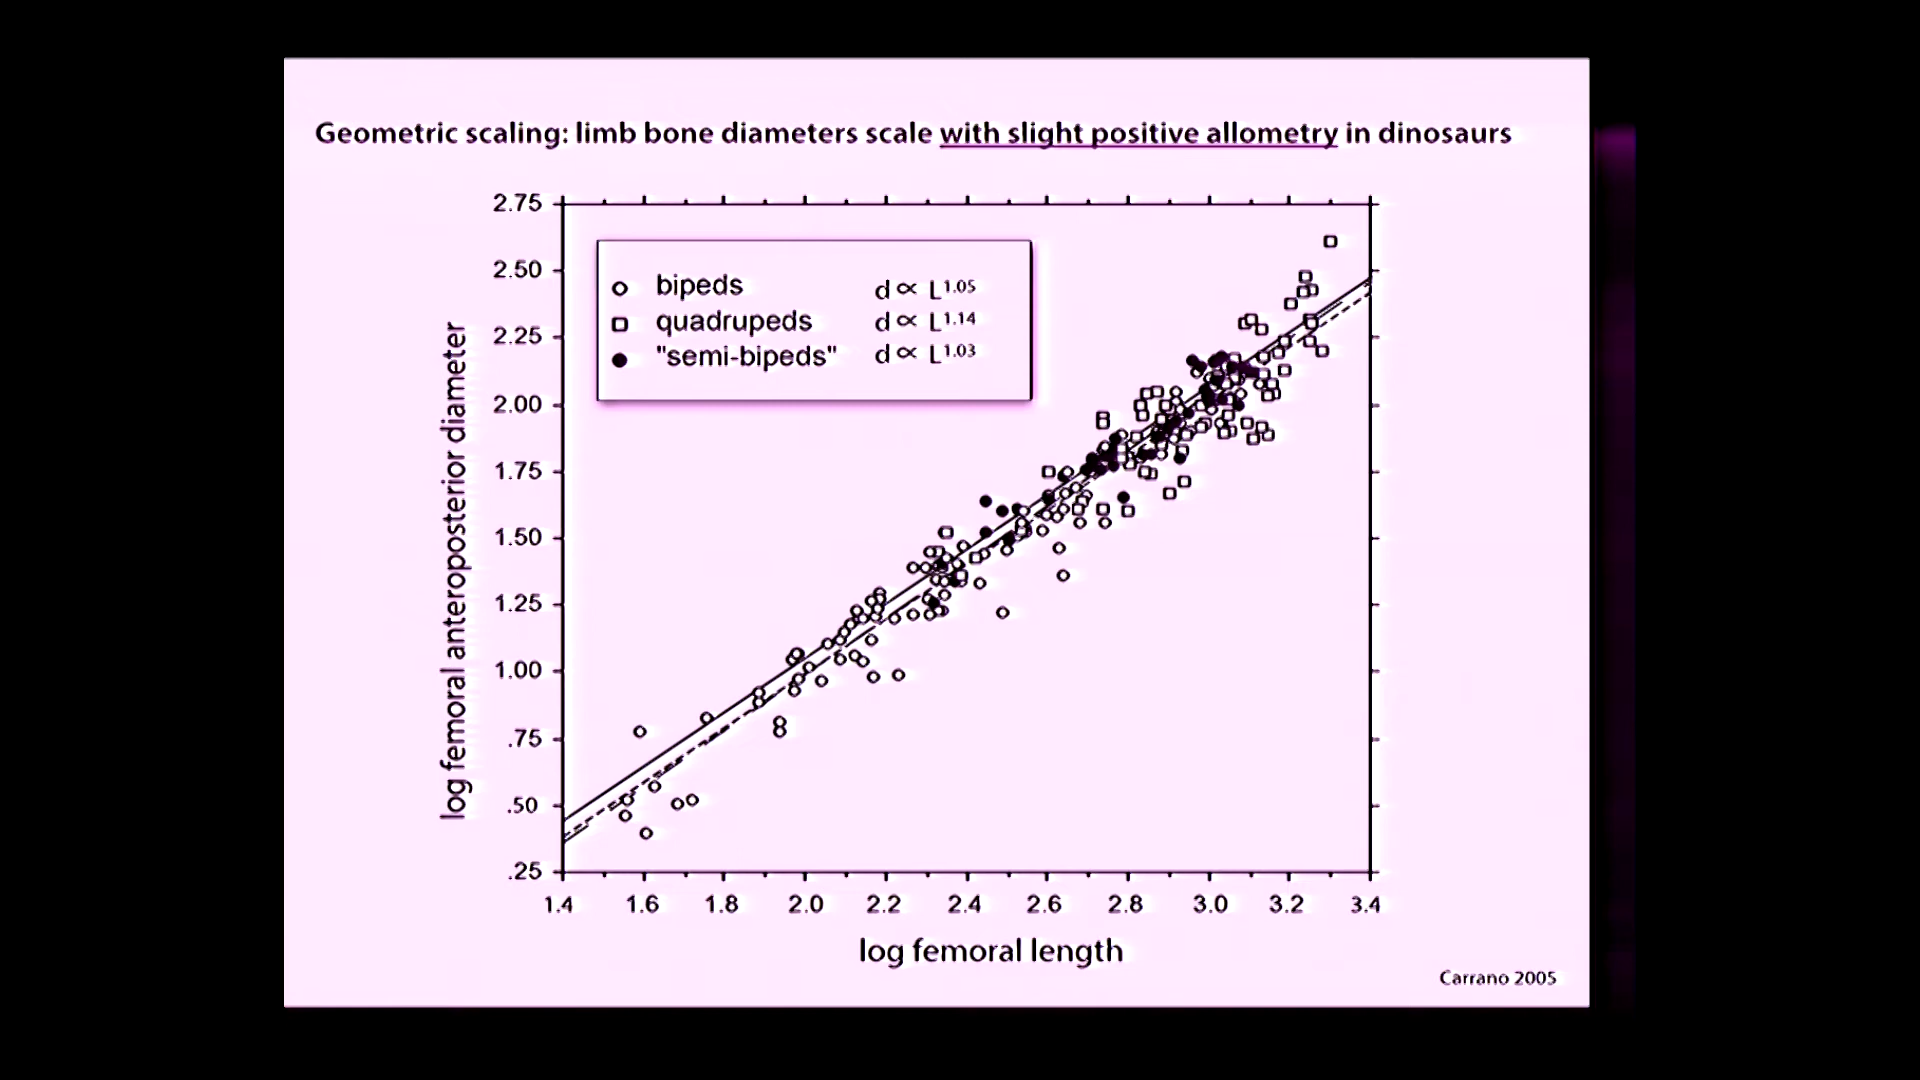 Geometric scaling: limb bone diameters scale with slight positive allometry in dinosaurs
2.75
2.50
2.25
2.00
1.75
1.50
1.25
1.00
.75
.50
.25
log femoral anteroposterior diameter
bipeds d ∝ L^1.05
quadrupeds d ∝ L^1.14
"semi-bipeds" d ∝ L^1.03
1.4 1.6 1.8 2.0 2.2 2.4 2.6 2.8 3.0 3.2 3.4
log femoral length
Carrano 2005